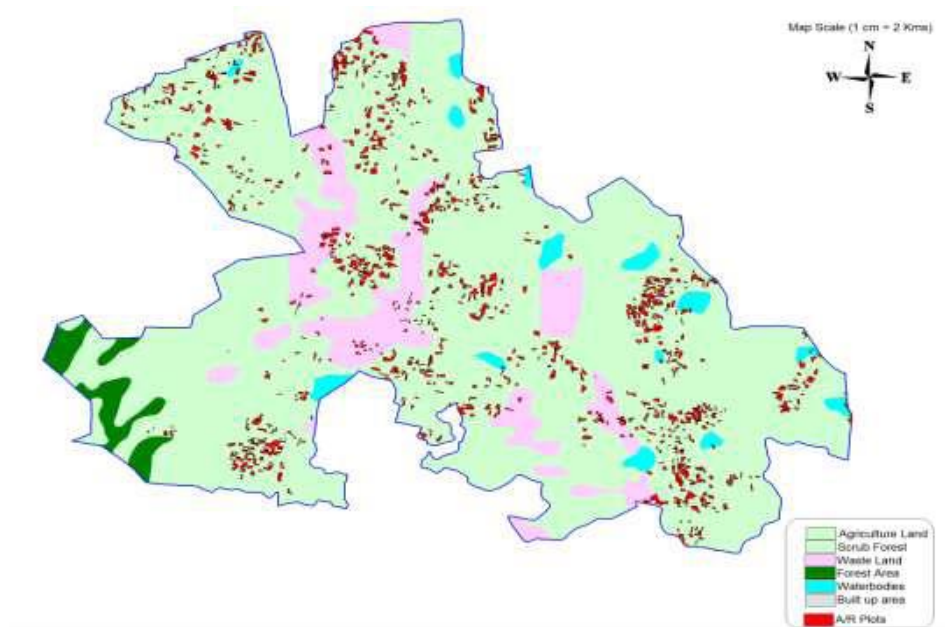 Map Scale (1 cm = 2 Kms)
N
W E
S
Agriculture Land
Scrub Forest
Waste Land
Forest Area
Waterbodies
Built up area
A/R Plots